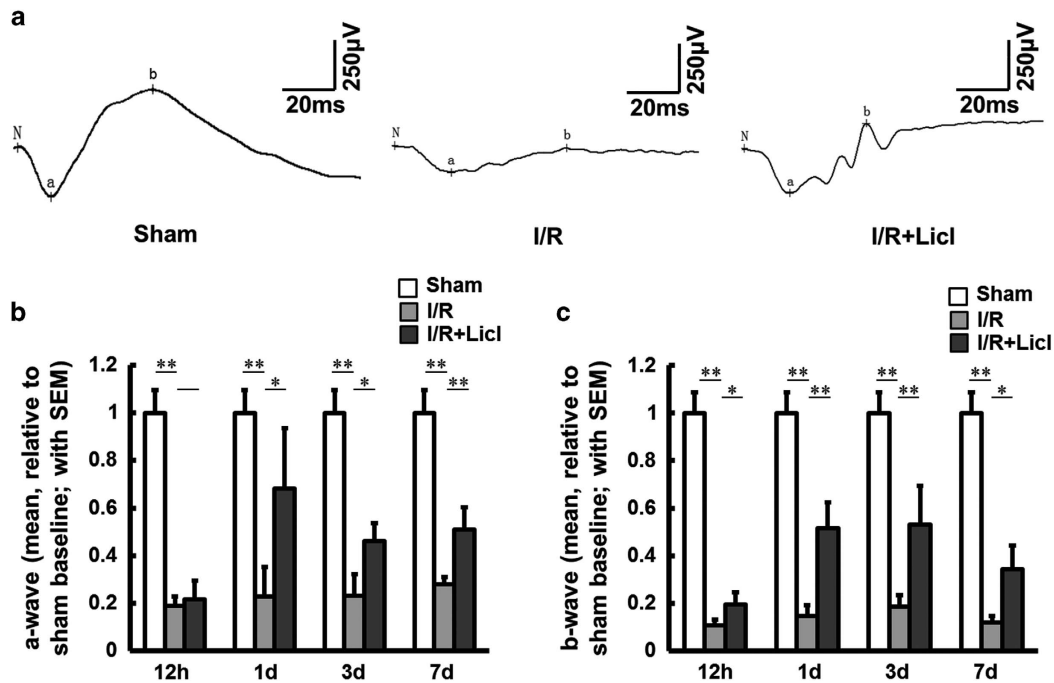 a
N
a
b
20ms
250μV
Sham
N
a
b
20ms
250μV
I/R
N
a
b
20ms
250μV
I/R+Licl
b
Sham
I/R
I/R+Licl
a-wave (mean, relative to
sham baseline; with SEM)
1.2
1
0.8
0.6
0.4
0.2
0
**
**
*
**
*
**
**
12h
1d
3d
7d
c
Sham
I/R
I/R+Licl
b-wave (mean, relative to
sham baseline; with SEM)
1.2
1
0.8
0.6
0.4
0.2
0
**
*
**
**
**
**
**
*
12h
1d
3d
7d